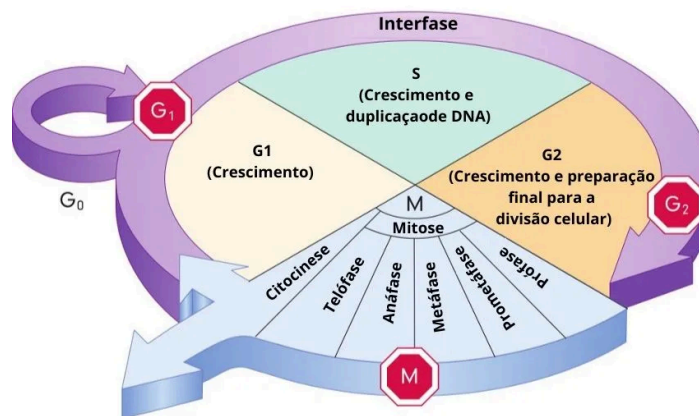 Interfase
S
(Crescimento e
duplicaçaode DNA)
G1
(Crescimento)
G2
(Crescimento e preparação
final para a
divisão celular)
G₁
G₀
G₂
M
Mitose
Citocinese
Telófase
Anáfase
Metáfase
Prometáfase
Prófase
M